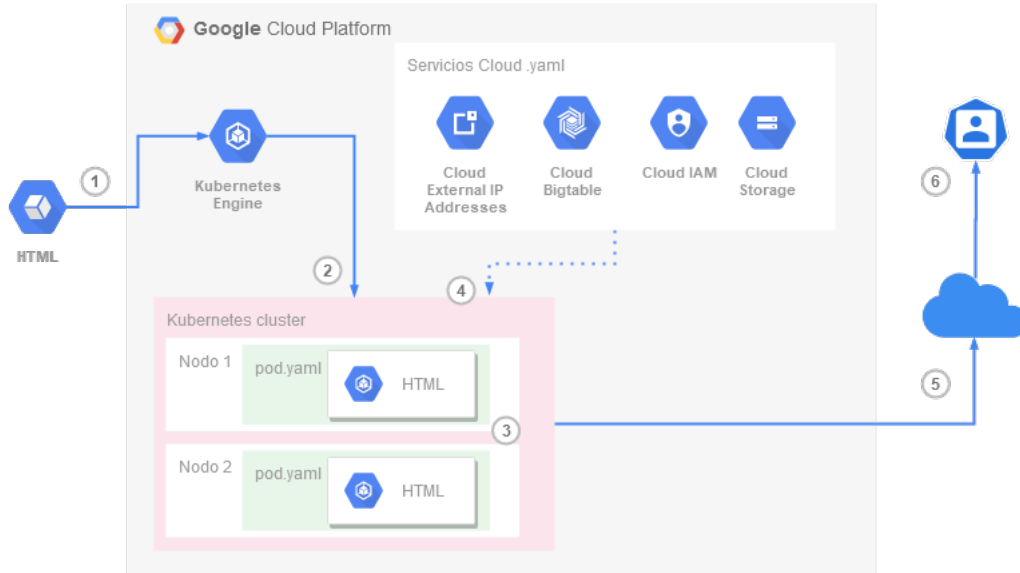 Google Cloud Platform
Servicios Cloud .yaml
Cloud
External IP
Addresses
Cloud
Bigtable
Cloud IAM
Cloud
Storage
Kubernetes
Engine
1
HTML
2
4
6
Kubernetes cluster
Nodo 1
pod.yaml
HTML
3
5
Nodo 2
pod.yaml
HTML